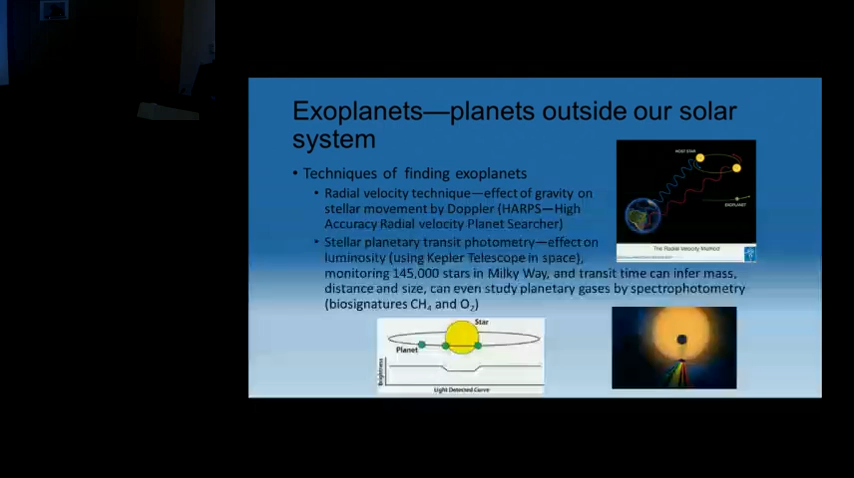 Exoplanets—planets outside our solar
system
• Techniques of finding exoplanets
• Radial velocity technique—effect of gravity on
stellar movement by Doppler (HARPS—High
Accuracy Radial velocity Planet Searcher)
• Stellar planetary transit photometry—effect on
luminosity (using Kepler Telescope in space),
monitoring 145,000 stars in Milky Way, and transit time can infer mass,
distance and size, can even study planetary gases by spectrophotometry
(biosignatures CH₄ and O₂)
HOST STAR
EXOPLANET
The Radial Velocity Method
Star
Planet
Brightness
Light Detected Curve